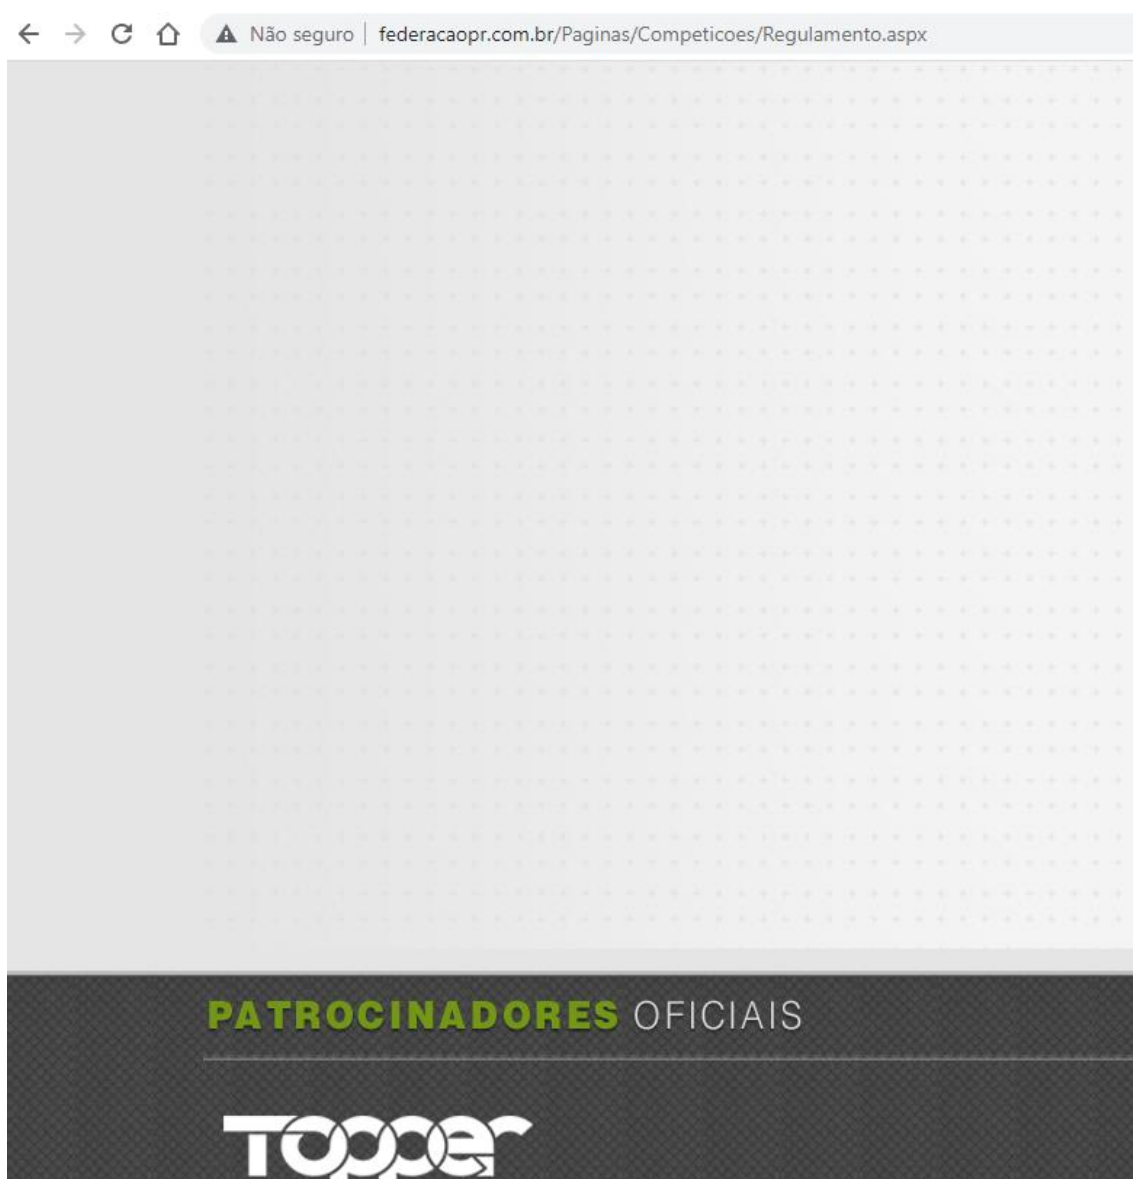 Não seguro federacaopr.com.br/Paginas/Competicoes/Regulamento.aspx
PATROCINADORES OFICIAIS
Topper